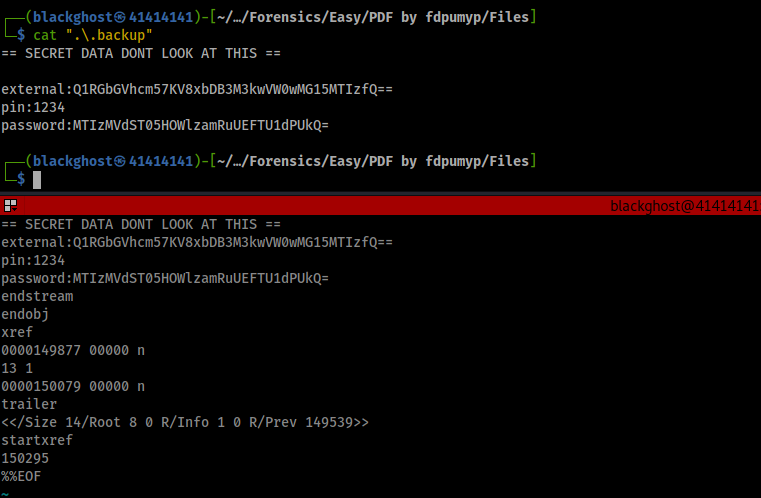 ┌──(blackghost㉿41414141)-[~/…/Forensics/Easy/PDF by fdpumyp/Files]
└─$ cat ".\.backup"
== SECRET DATA DONT LOOK AT THIS ==
external:Q1RGbGVhcm57KV8xbDB3M3kwVW0wMG15MTIzfQ==
pin:1234
password:MTIzMVdST05HOWlzamRuUEFTU1dPUkQ=
┌──(blackghost㉿41414141)-[~/…/Forensics/Easy/PDF by fdpumyp/Files]
└─$
blackghost@41414141
== SECRET DATA DONT LOOK AT THIS ==
external:Q1RGbGVhcm57KV8xbDB3M3kwVW0wMG15MTIzfQ==
pin:1234
password:MTIzMVdST05HOWlzamRuUEFTU1dPUkQ=
endstream
endobj
xref
0000149877 00000 n
13 1
0000150079 00000 n
trailer
<</Size 14/Root 8 0 R/Info 1 0 R/Prev 149539>>
startxref
150295
%%EOF
~